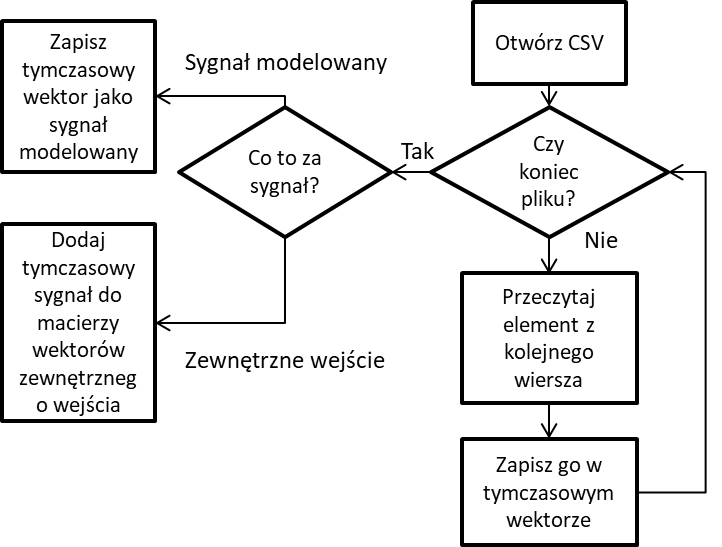 Otwórz CSV
Czy
koniec
pliku?
Tak
Nie
Przeczytaj
element z
kolejnego
wiersza
Zapisz go w
tymczasowym
wektorze
Co to za
sygnał?
Sygnał modelowany
Zapisz
tymczasowy
wektor jako
sygnał
modelowany
Zewnętrzne wejście
Dodaj
tymczasowy
sygnał do
macierzy
wektorów
zewnętrzneg
o wejścia